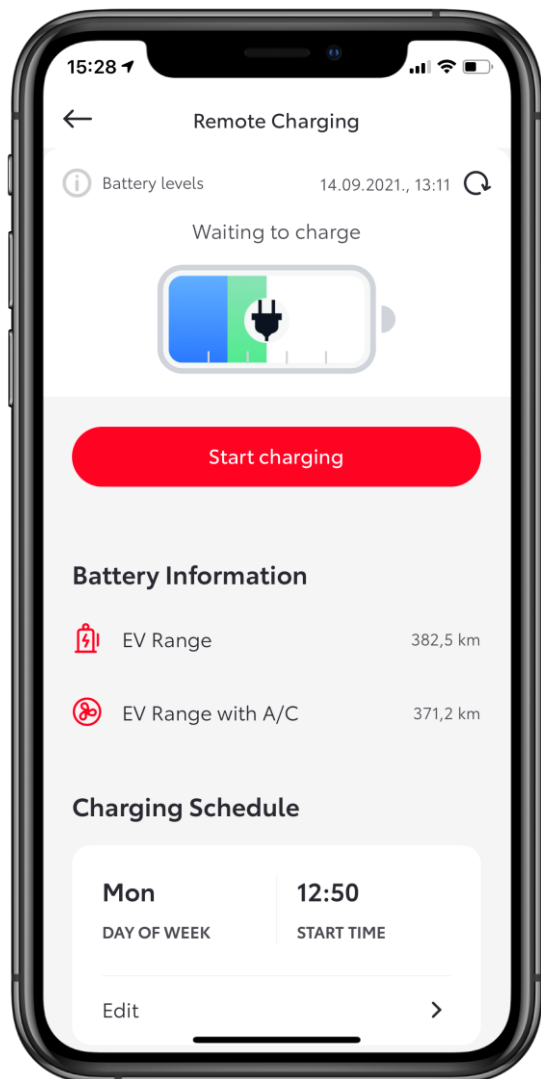 15:28
Remote Charging
Battery levels 14.09.2021., 13:11
Waiting to charge
Start charging
Battery Information
EV Range 382,5 km
EV Range with A/C 371,2 km
Charging Schedule
Mon 12:50
DAY OF WEEK START TIME
Edit